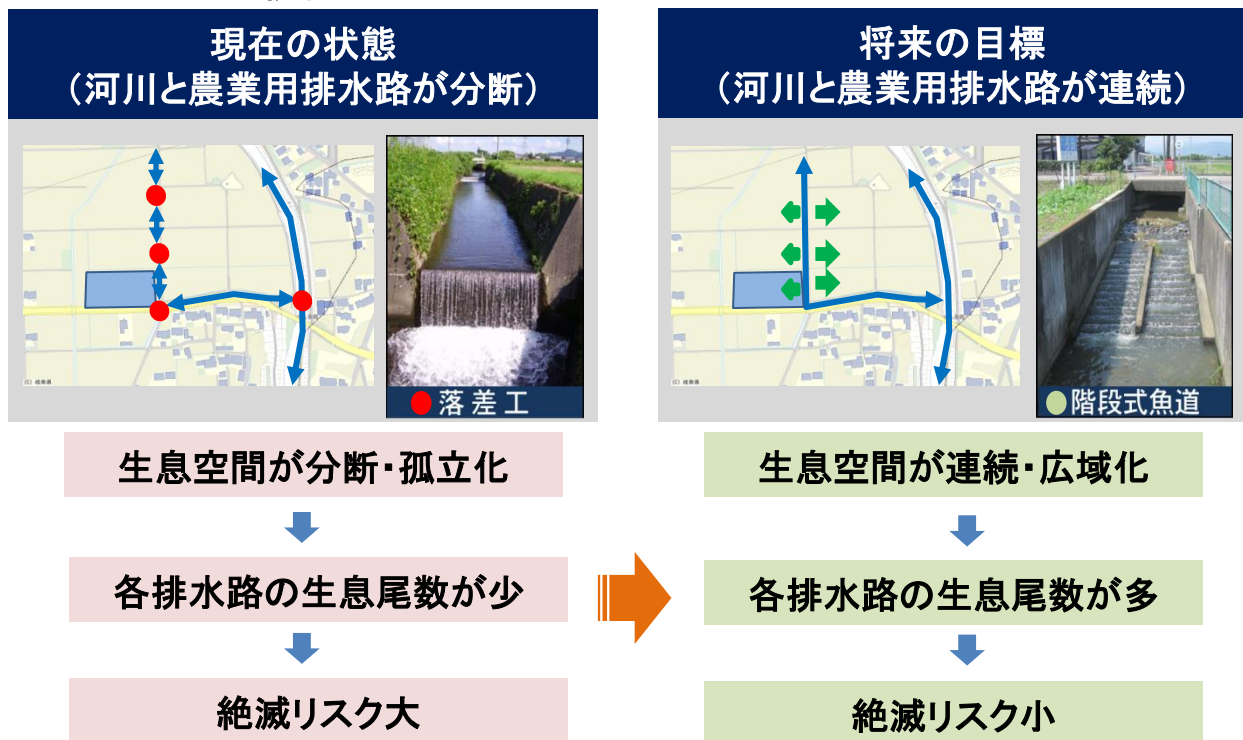 現在の状態
(河川と農業用排水路が分断)
将来の目標
(河川と農業用排水路が連続)
●落差工
●階段式魚道
生息空間が分断・孤立化
各排水路の生息尾数が少
絶滅リスク大
生息空間が連続・広域化
各排水路の生息尾数が多
絶滅リスク小